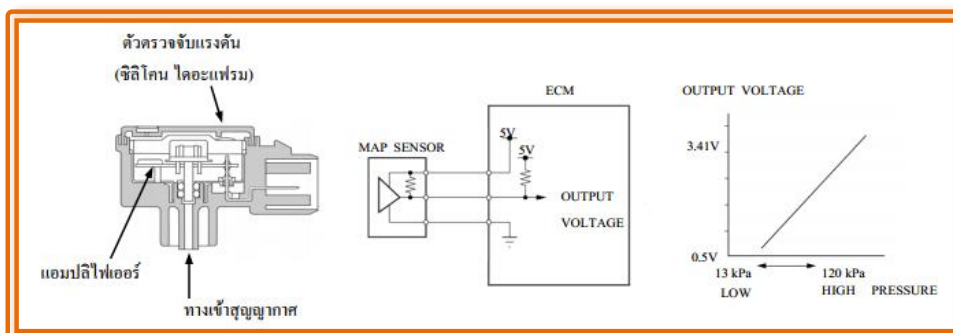 ตัวตรวจจับแรงดัน
(ซิลิโคน ไดอะแฟรม)
แอมปลิไฟเออร์
ทางเข้าสุญญากาศ
ECM
5V
5V
MAP SENSOR
OUTPUT
VOLTAGE
OUTPUT VOLTAGE
3.41V
0.5V
13 kPa
120 kPa
LOW
HIGH PRESSURE